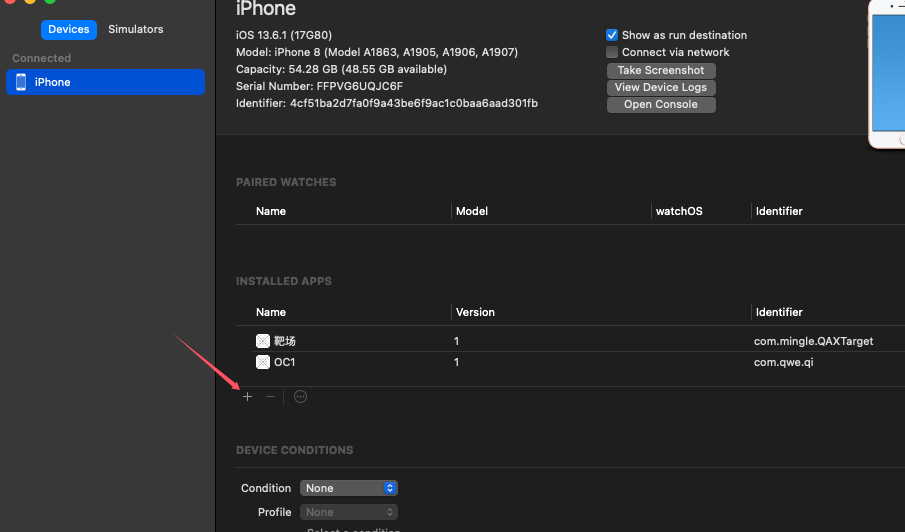 iPhone
Devices
Simulators
Connected
iPhone
iOS 13.6.1 (17G80)
Model: iPhone 8 (Model A1863, A1905, A1906, A1907)
Capacity: 54.28 GB (48.55 GB available)
Serial Number: FFPVG6UQJC6F
Identifier: 4cf51ba2d7fa0f9a43be6f9ac1c0baa6aad301fb
Show as run destination
Connect via network
Take Screenshot
View Device Logs
Open Console
PAIRED WATCHES
Name Model watchOS Identifier
INSTALLED APPS
Name Version Identifier
靶场 1 com.mingle.QAXTarget
OC1 1 com.qwe.qi
DEVICE CONDITIONS
Condition None
Profile None
Select a condition